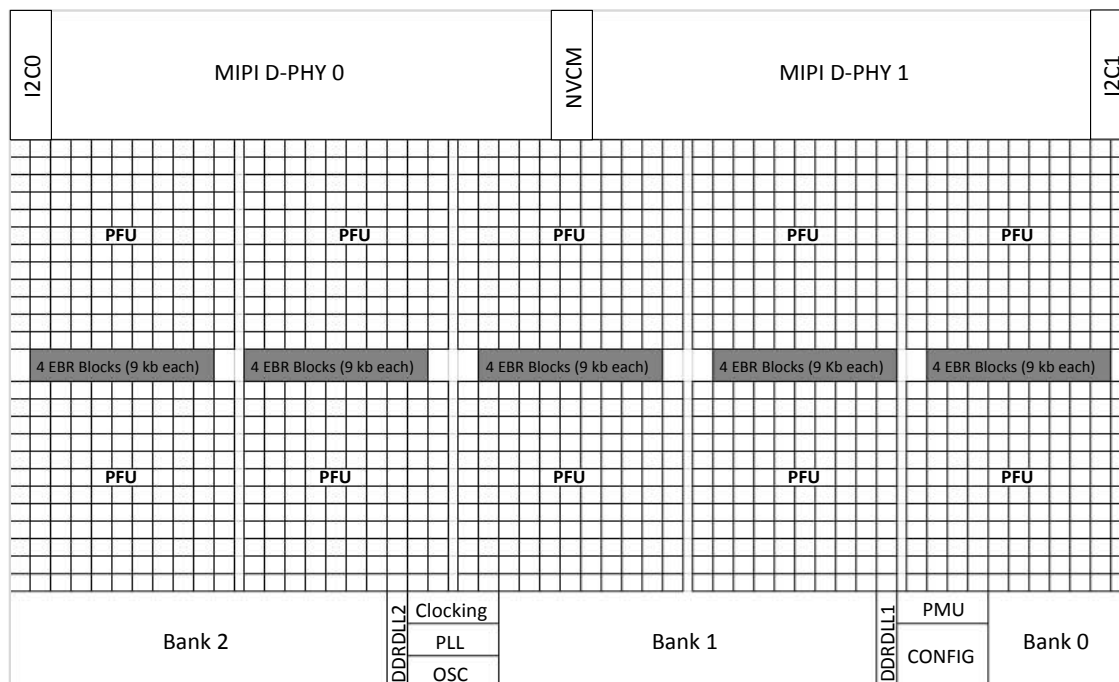 I2C0
MIPI D-PHY 0
NVCM
MIPI D-PHY 1
I2C1
PFU
PFU
PFU
PFU
PFU
4 EBR Blocks (9 kb each)
4 EBR Blocks (9 kb each)
4 EBR Blocks (9 kb each)
4 EBR Blocks (9 Kb each)
4 EBR Blocks (9 kb each)
PFU
PFU
PFU
PFU
PFU
Bank 2
DDRDLL2
Clocking
PLL
OSC
Bank 1
DDRDLL1
PMU
CONFIG
Bank 0